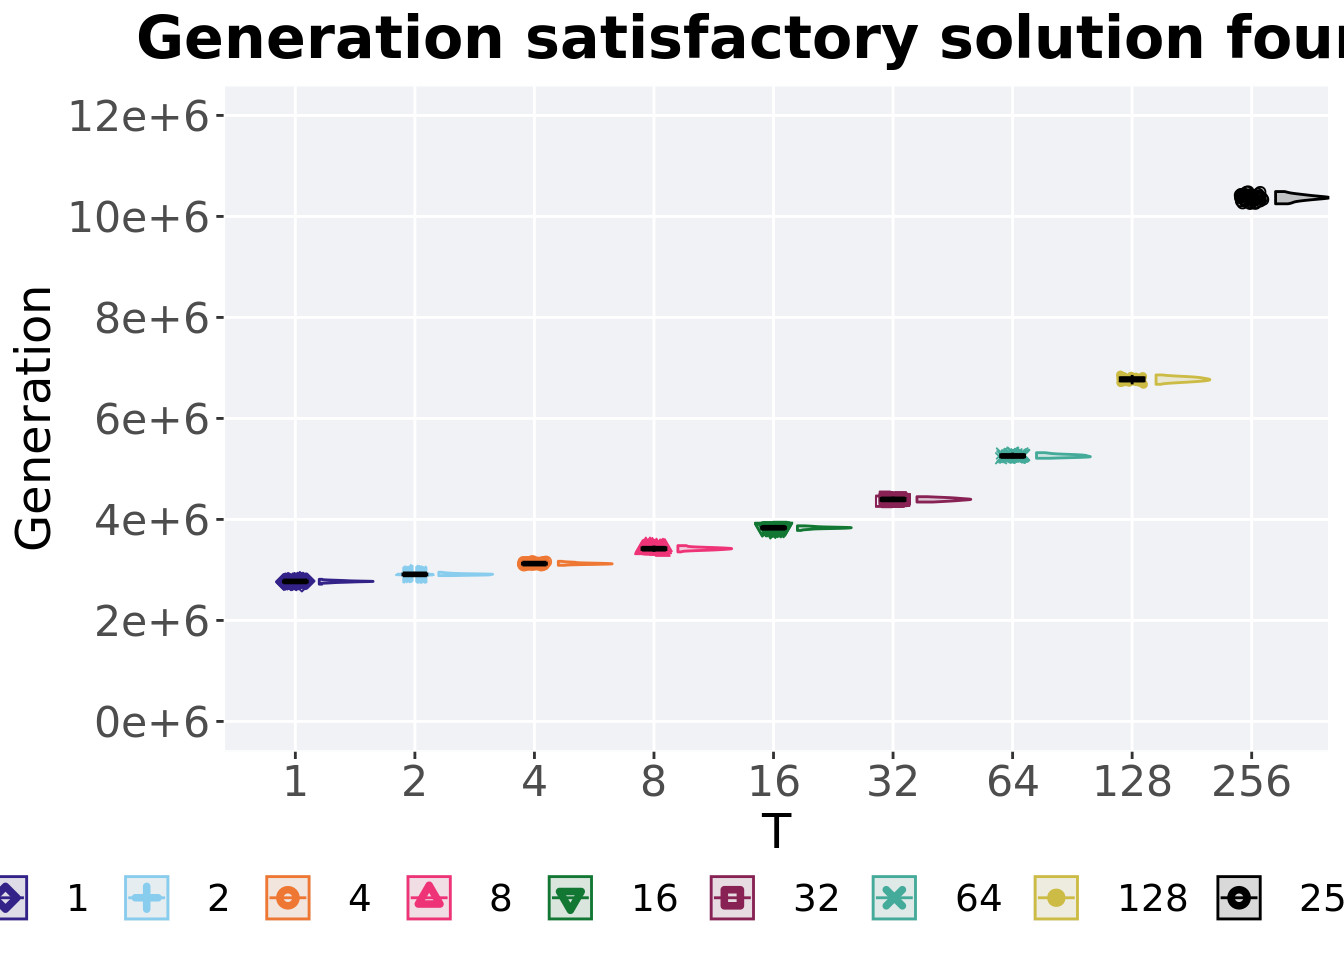 Generation satisfactory solution four
12e+6
10e+6
8e+6
6e+6
4e+6
2e+6
0e+6
Generation
1 2 4 8 16 32 64 128 256
T
1 2 4 8 16 32 64 128 25